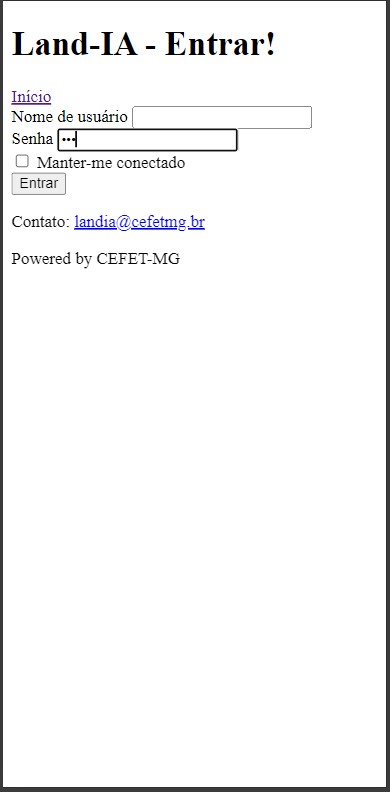 Land-IA - Entrar!
Início
Nome de usuário
Senha •••
Manter-me conectado
Entrar
Contato: landia@cefetmg.br
Powered by CEFET-MG